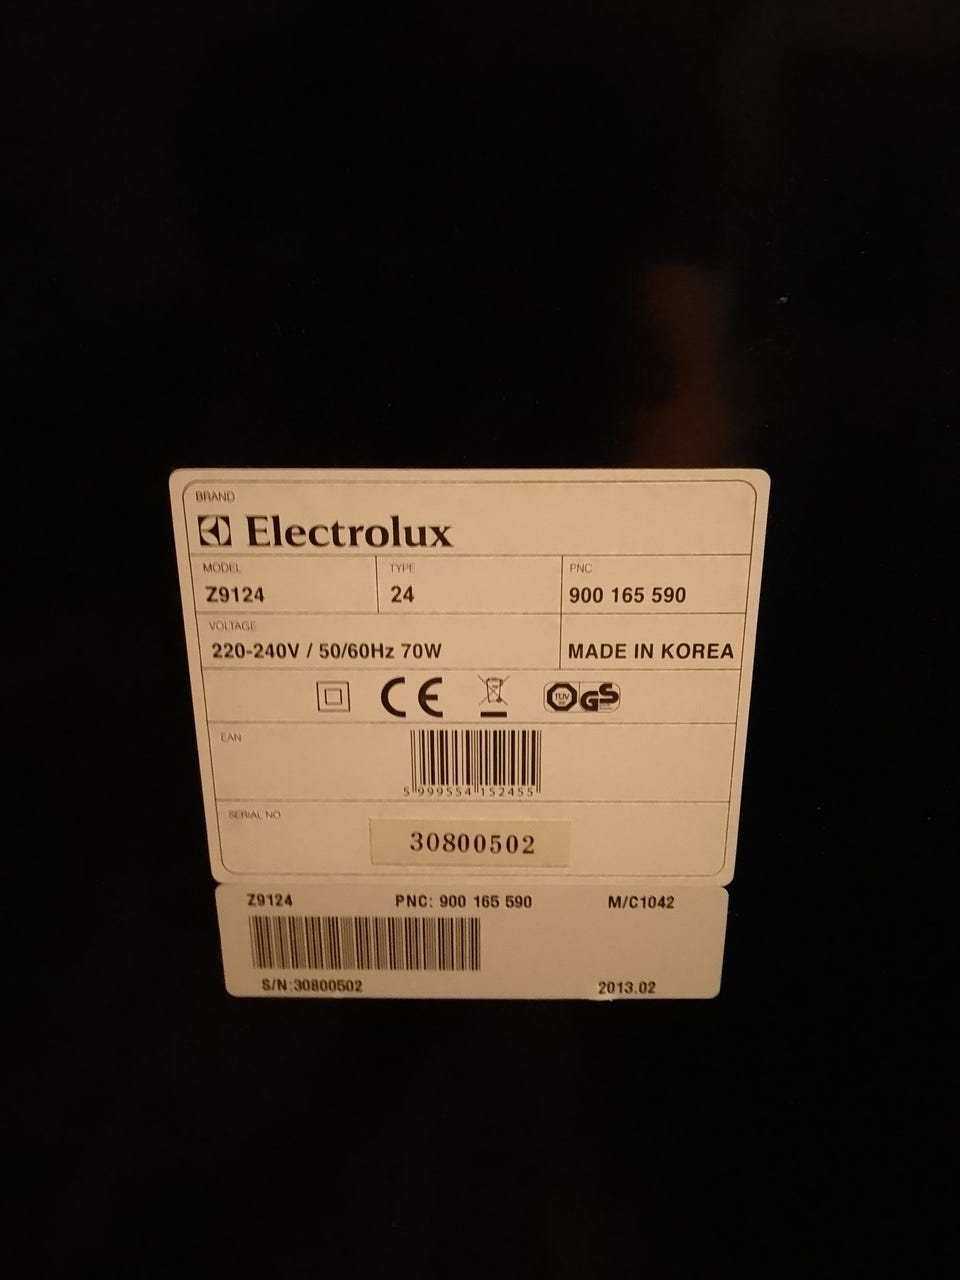 BRAND
Electrolux
MODEL TYPE PNC
Z9124 24 900 165 590
VOLTAGE
220-240V / 50/60Hz 70W MADE IN KOREA
CE TÜV GS
EAN
5 999554 152455
SERIAL NO
30800502
Z9124 PNC: 900 165 590 M/C1042
S/N:30800502 2013.02